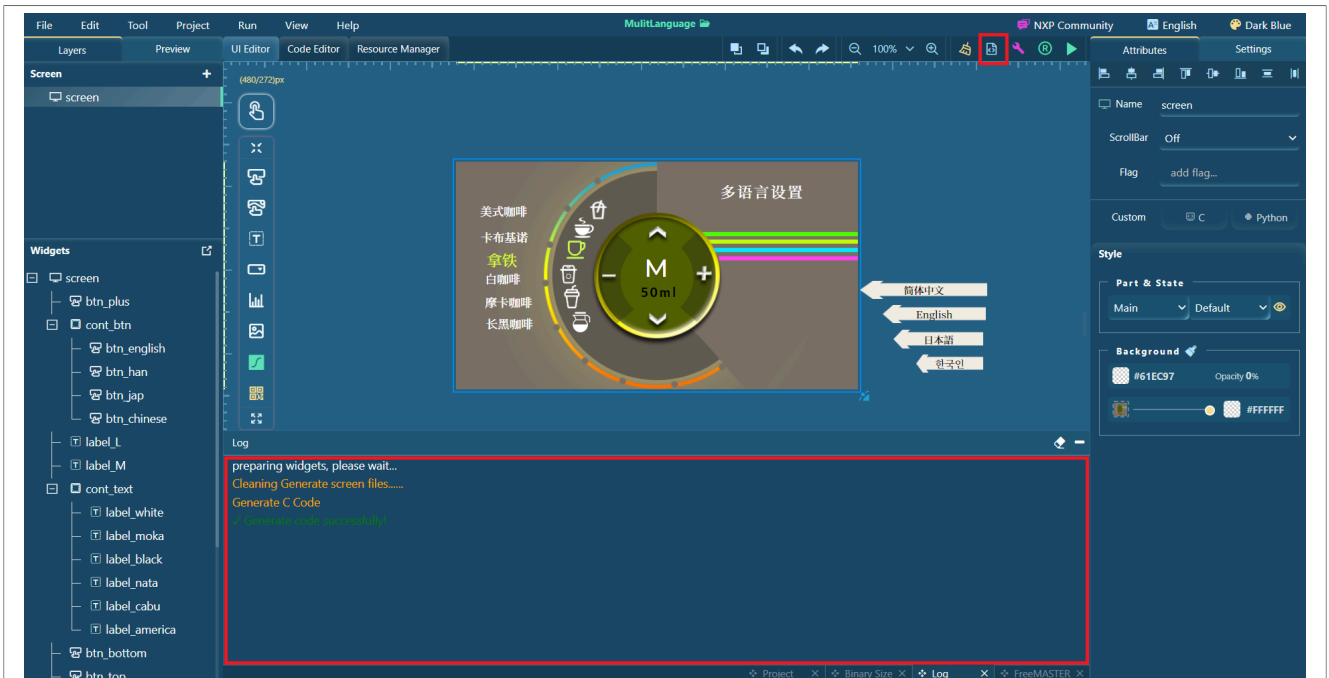 File Edit Tool Project Run View Help MulitLanguage NXP Community English Dark Blue
Layers Preview UI Editor Code Editor Resource Manager 100% Attributes Settings
Screen +
screen
(480/272)px
Name screen
ScrollBar Off
Flag add flag...
Custom C Python
Style
Part & State
Main Default
Background
#61EC97 Opacity 0%
#FFFFFF
多语言设置
美式咖啡
卡布基诺
拿铁
白咖啡
摩卡咖啡
长黑咖啡
M
50ml
简体中文
English
日本語
한국인
Widgets
screen
btn_plus
cont_btn
btn_english
btn_han
btn_jap
btn_chinese
label_L
label_M
cont_text
label_white
label_moka
label_black
label_nata
label_cabu
label_america
btn_bottom
btn_top
Log
preparing widgets, please wait...
Cleaning Generate screen files......
Generate C Code
✓ Generate code successfully!
Project X Binary Size X Log X FreeMASTER X